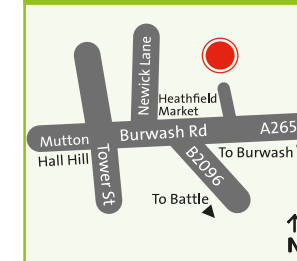 Newick Lane
Heathfield
Market
Mutton
Hall Hill
Burwash Rd
A265
To Burwash
Tower St
B2096
To Battle
N